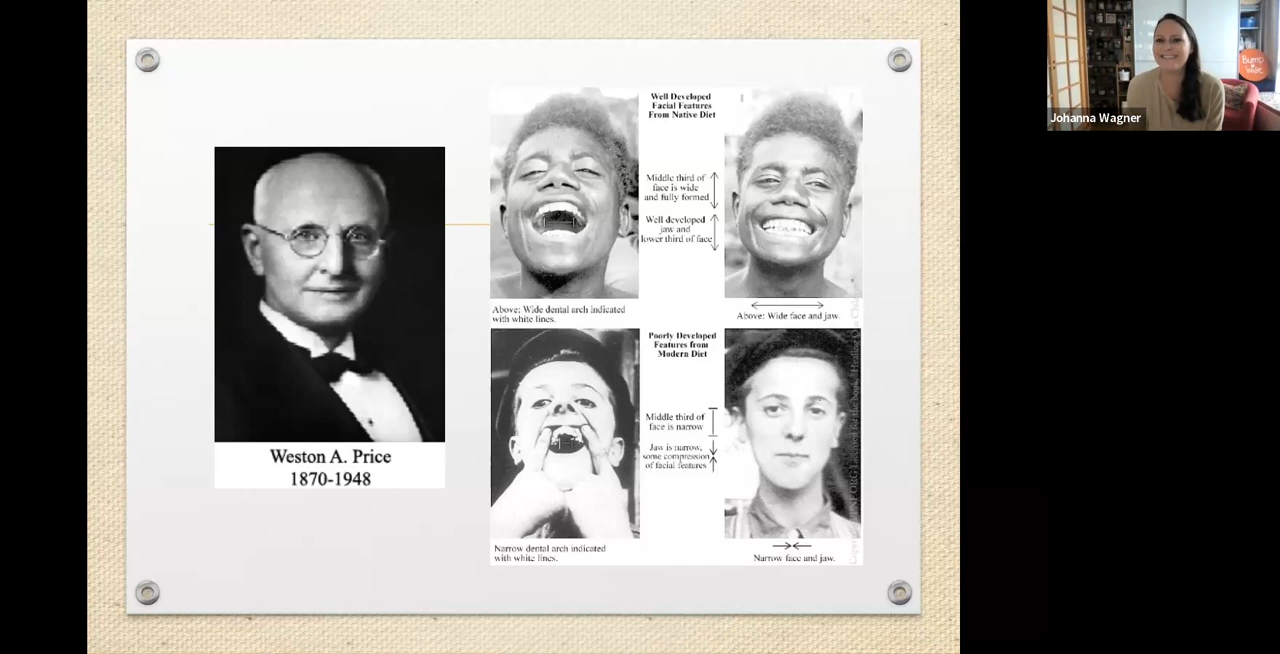 Weston A. Price
1870-1948
Well Developed
Facial Features
From Native Diet
Middle third of
face is wide
and fully formed
Well developed
jaw and
lower third of face
Above: Wide dental arch indicated
with white lines.
Above: Wide face and jaw.
Poorly Developed
Features from
Modern Diet
Middle third of
face is narrow
Jaw is narrow,
some compression
of facial features
Narrow dental arch indicated
with white lines.
Narrow face and jaw.
Johanna Wagner
Bump